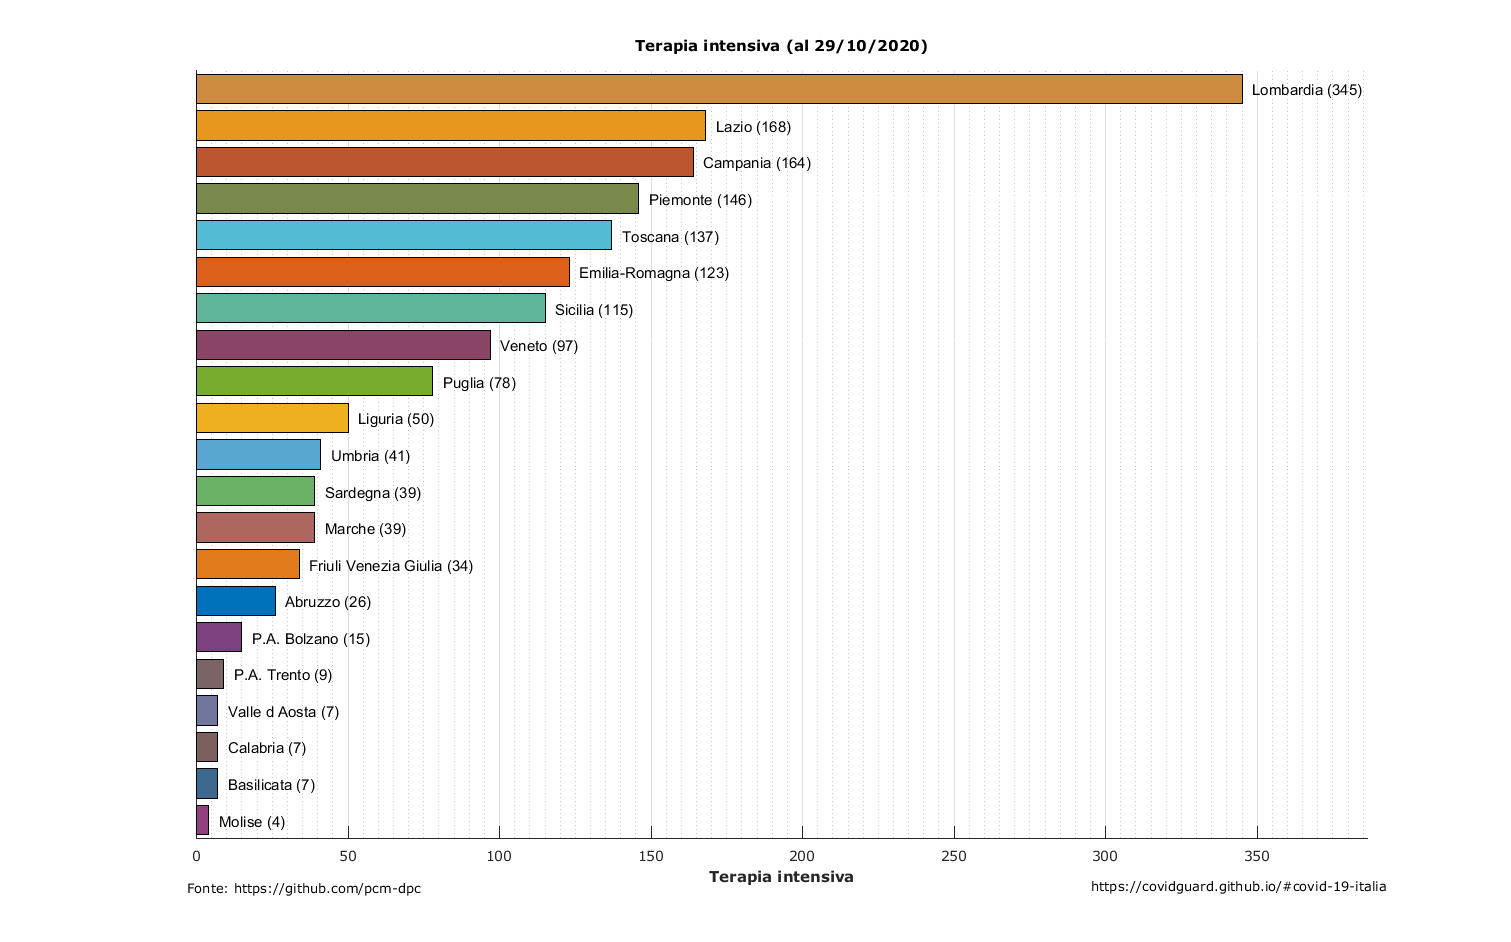 Terapia intensiva (al 29/10/2020)
Lombardia (345)
Lazio (168)
Campania (164)
Piemonte (146)
Toscana (137)
Emilia-Romagna (123)
Sicilia (115)
Veneto (97)
Puglia (78)
Liguria (50)
Umbria (41)
Sardegna (39)
Marche (39)
Friuli Venezia Giulia (34)
Abruzzo (26)
P.A. Bolzano (15)
P.A. Trento (9)
Valle d Aosta (7)
Calabria (7)
Basilicata (7)
Molise (4)
0 50 100 150 200 250 300 350
Terapia intensiva
Fonte: https://github.com/pcm-dpc
https://covidguard.github.io/#covid-19-italia